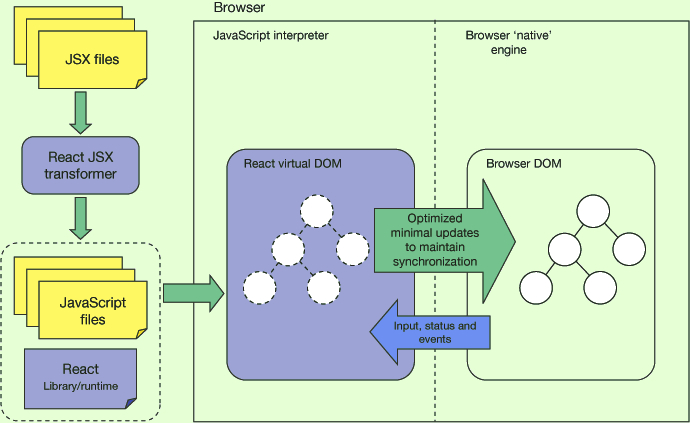 Browser
JSX files
JavaScript interpreter
Browser ‘native’
engine
React JSX
transformer
React virtual DOM
Browser DOM
Optimized
minimal updates
to maintain
synchronization
JavaScript
files
Input, status and
events
React
Library/runtime